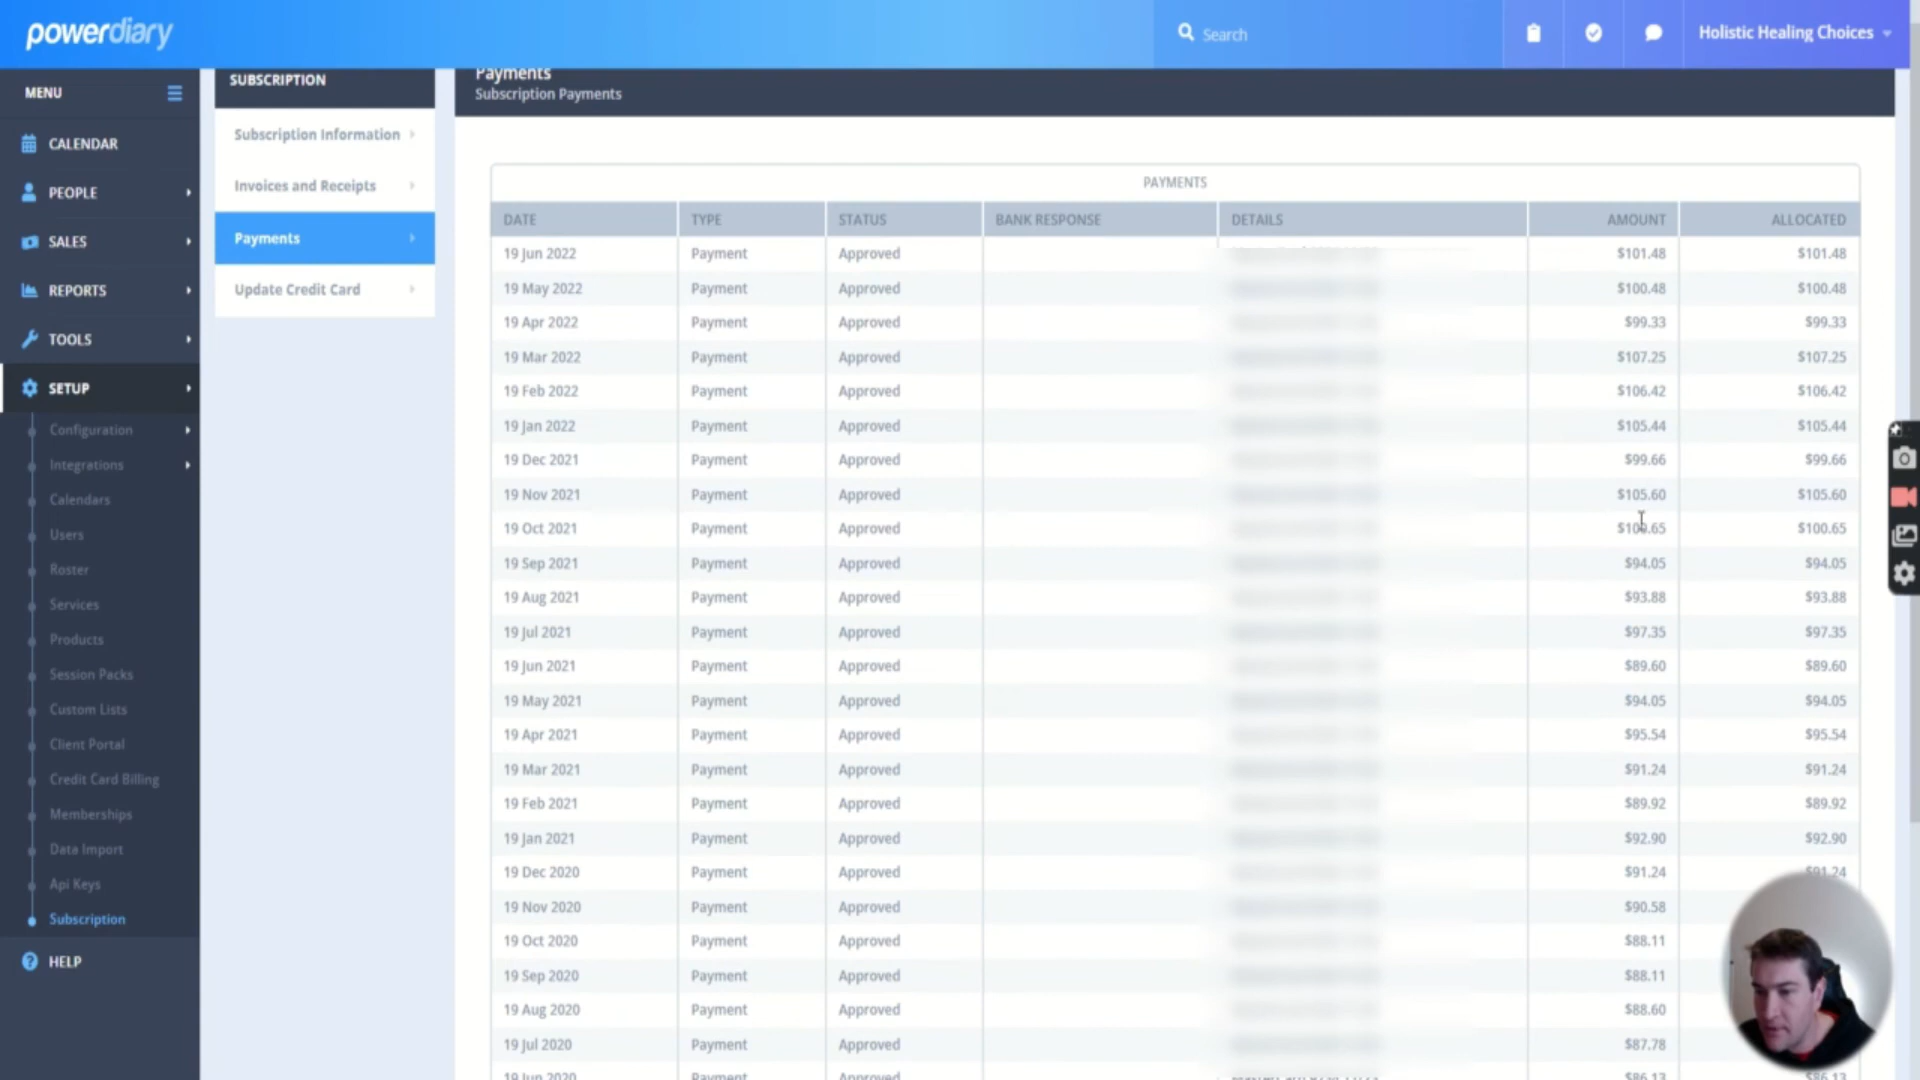 powerdiary
Search
Holistic Healing Choices
MENU
CALENDAR
PEOPLE
SALES
REPORTS
TOOLS
SETUP
Configuration
Integrations
Calendars
Users
Roster
Services
Products
Session Packs
Custom Lists
Client Portal
Credit Card Billing
Memberships
Data Import
Api Keys
Subscription
HELP
SUBSCRIPTION
Subscription Information
Invoices and Receipts
Payments
Update Credit Card
Payments
Subscription Payments
PAYMENTS
DATE TYPE STATUS BANK RESPONSE DETAILS AMOUNT ALLOCATED
19 Jun 2022 Payment Approved $101.48 $101.48
19 May 2022 Payment Approved $100.48 $100.48
19 Apr 2022 Payment Approved $99.33 $99.33
19 Mar 2022 Payment Approved $107.25 $107.25
19 Feb 2022 Payment Approved $106.42 $106.42
19 Jan 2022 Payment Approved $105.44 $105.44
19 Dec 2021 Payment Approved $99.66 $99.66
19 Nov 2021 Payment Approved $105.60 $105.60
19 Oct 2021 Payment Approved $100.65 $100.65
19 Sep 2021 Payment Approved $94.05 $94.05
19 Aug 2021 Payment Approved $93.88 $93.88
19 Jul 2021 Payment Approved $97.35 $97.35
19 Jun 2021 Payment Approved $89.60 $89.60
19 May 2021 Payment Approved $94.05 $94.05
19 Apr 2021 Payment Approved $95.54 $95.54
19 Mar 2021 Payment Approved $91.24 $91.24
19 Feb 2021 Payment Approved $89.92 $89.92
19 Jan 2021 Payment Approved $92.90 $92.90
19 Dec 2020 Payment Approved $91.24 $91.24
19 Nov 2020 Payment Approved $90.58
19 Oct 2020 Payment Approved $88.11
19 Sep 2020 Payment Approved $88.11
19 Aug 2020 Payment Approved $88.60
19 Jul 2020 Payment Approved $87.78
19 Jun 2020 Payment Approved $86.13 $86.13